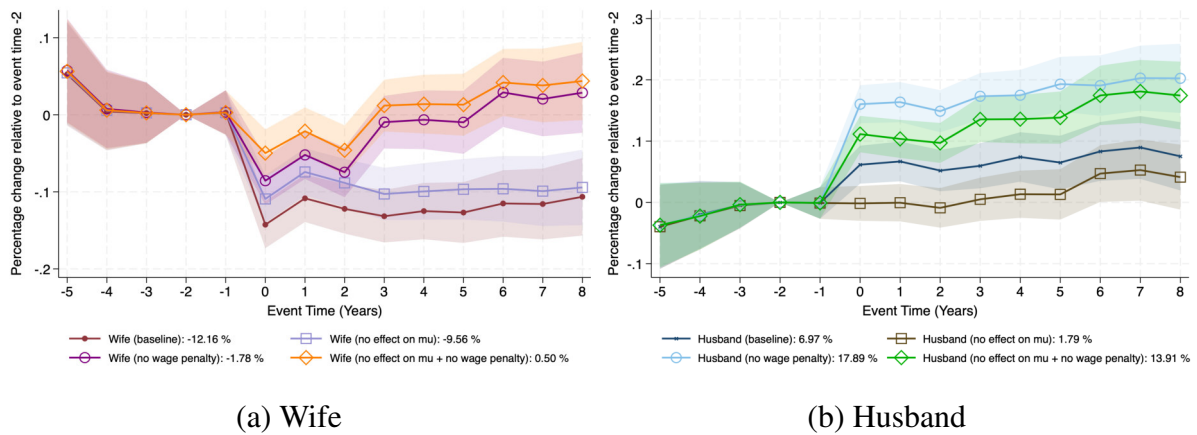 Percentage change relative to event time -2
.1
0
-.1
-.2
-5 -4 -3 -2 -1 0 1 2 3 4 5 6 7 8
Event Time (Years)
Wife (baseline): -12.16 %
Wife (no effect on mu): -9.56 %
Wife (no wage penalty): -1.78 %
Wife (no effect on mu + no wage penalty): 0.50 %
(a) Wife
Percentage change relative to event time -2
.3
.2
.1
0
-.1
-5 -4 -3 -2 -1 0 1 2 3 4 5 6 7 8
Event Time (Years)
Husband (baseline): 6.97 %
Husband (no effect on mu): 1.79 %
Husband (no wage penalty): 17.89 %
Husband (no effect on mu + no wage penalty): 13.91 %
(b) Husband